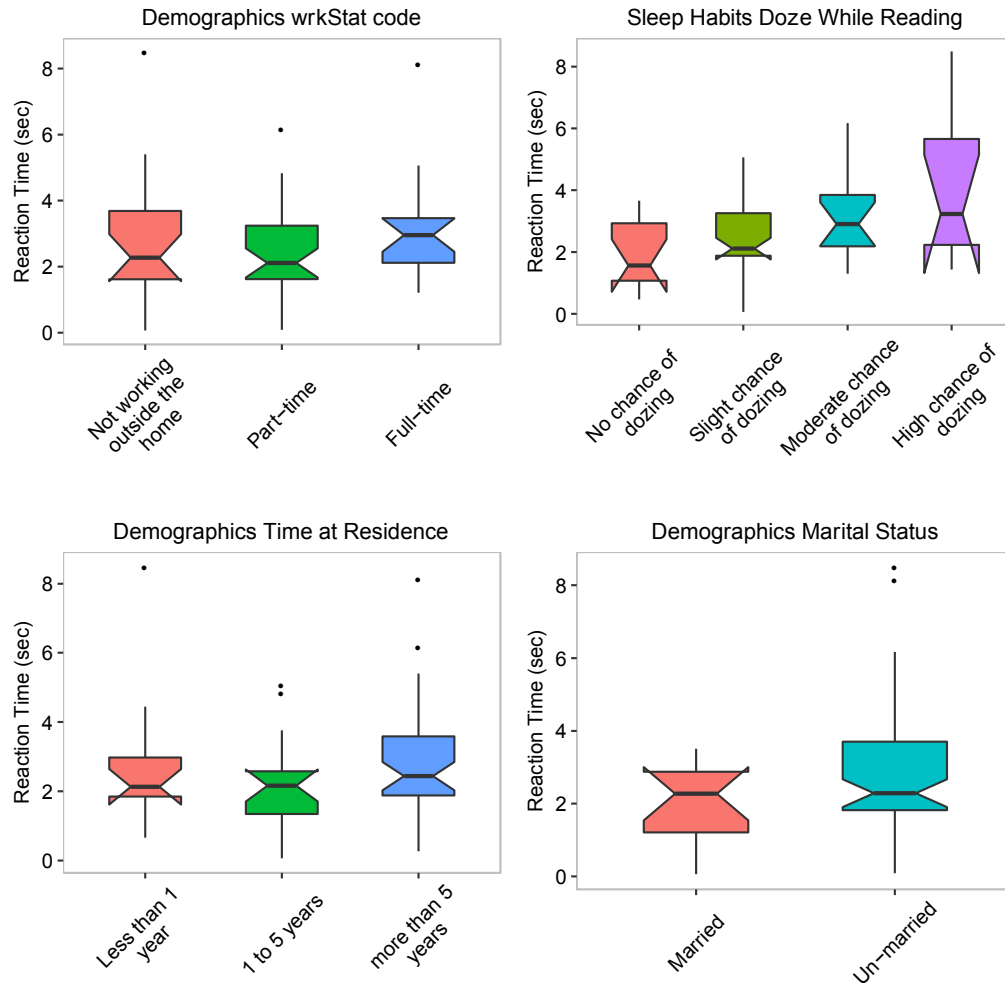 Demographics wrkStat code
Reaction Time (sec)
8
6
4
2
0
Not working
outside the
home
Part−time
Full−time
Sleep Habits Doze While Reading
Reaction Time (sec)
8
6
4
2
0
No chance of
dozing
Slight chance
of dozing
Moderate chance
of dozing
High chance of
dozing
Demographics Time at Residence
Reaction Time (sec)
8
6
4
2
0
Less than 1
year
1 to 5 years
more than 5
years
Demographics Marital Status
Reaction Time (sec)
8
6
4
2
0
Married
Un−married